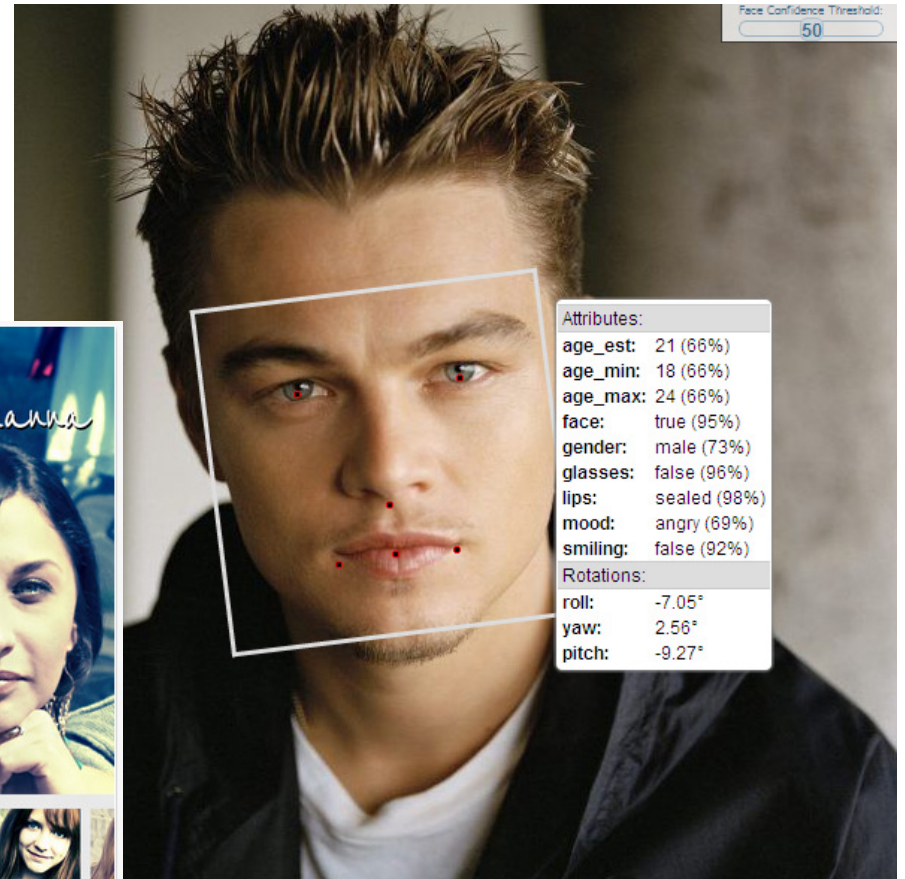 Face Confidence Threshold:
50
anna
Attributes:
age_est: 21 (66%)
age_min: 18 (66%)
age_max: 24 (66%)
face: true (95%)
gender: male (73%)
glasses: false (96%)
lips: sealed (98%)
mood: angry (69%)
smiling: false (92%)
Rotations:
roll: -7.05°
yaw: 2.56°
pitch: -9.27°